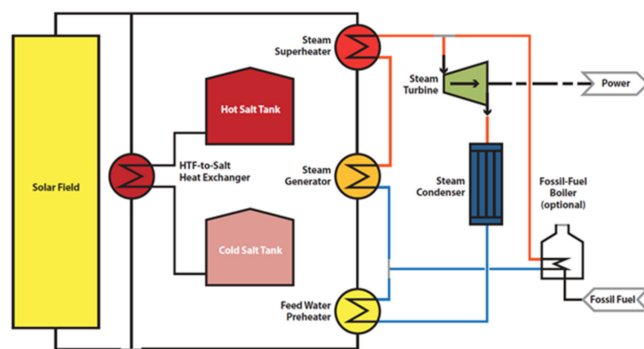 Solar Field
Hot Salt Tank
HTF-to-Salt
Heat Exchanger
Cold Salt Tank
Steam
Superheater
Steam
Generator
Feed Water
Preheater
Steam
Turbine
Steam
Condenser
Power
Fossil-Fuel
Boiler
(optional)
Fossil Fuel